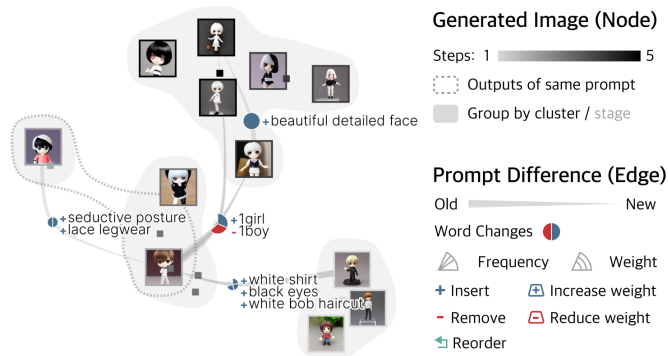 +beautiful detailed face
+seductive posture
+lace legwear
+1girl
-1boy
+white shirt
+black eyes
+white bob haircut
Generated Image (Node)
Steps: 1 5
Outputs of same prompt
Group by cluster / stage
Prompt Difference (Edge)
Old New
Word Changes
Frequency Weight
+ Insert + Increase weight
- Remove - Reduce weight
Reorder